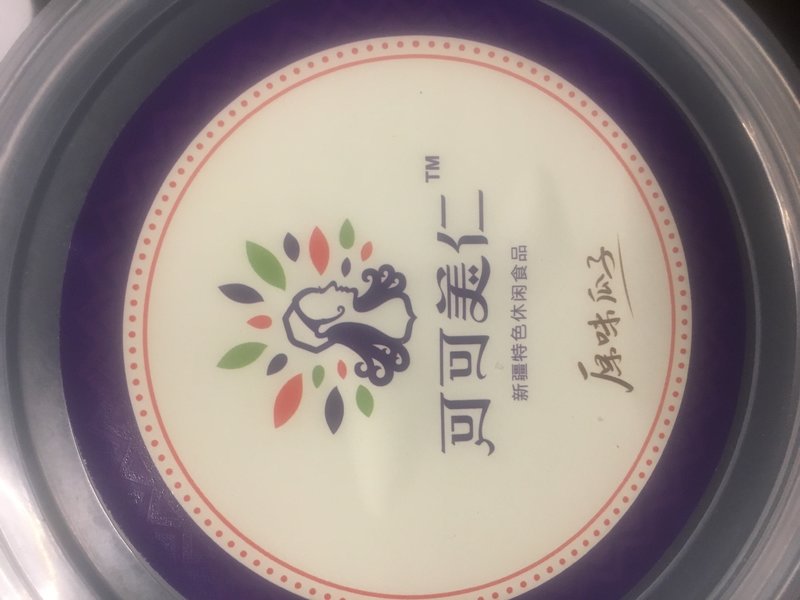 可可美仁™
新疆特色休闲食品
原味瓜子